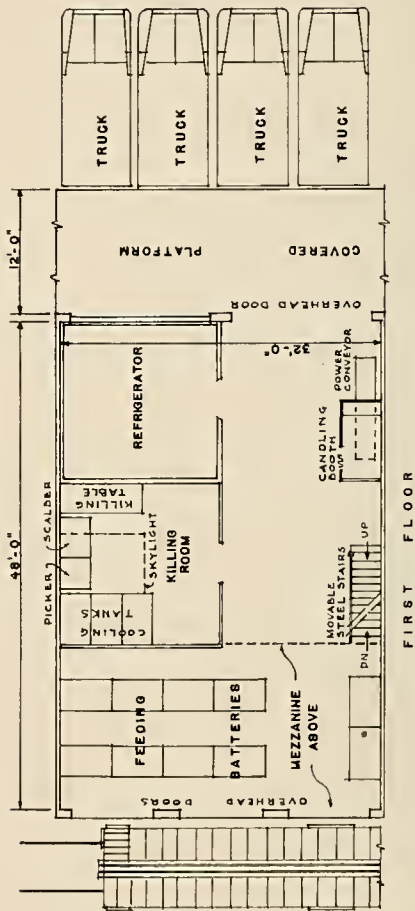 12'-0"
48'-0"
TRUCK
TRUCK
TRUCK
TRUCK
COVERED
PLATFORM
OVERHEAD DOOR
32'-0"
REFRIGERATOR
POWER
CONVEYOR
CANDLING
BOOTH
KILLING
TABLE
PICKER
SCALDER
SKYLIGHT
KILLING
ROOM
COOLING
TANKS
MOVABLE
STEEL STAIRS
UP
DN
MEZZANINE
ABOVE
FEEDING
BATTERIES
OVERHEAD
DOORS
FIRST FLOOR